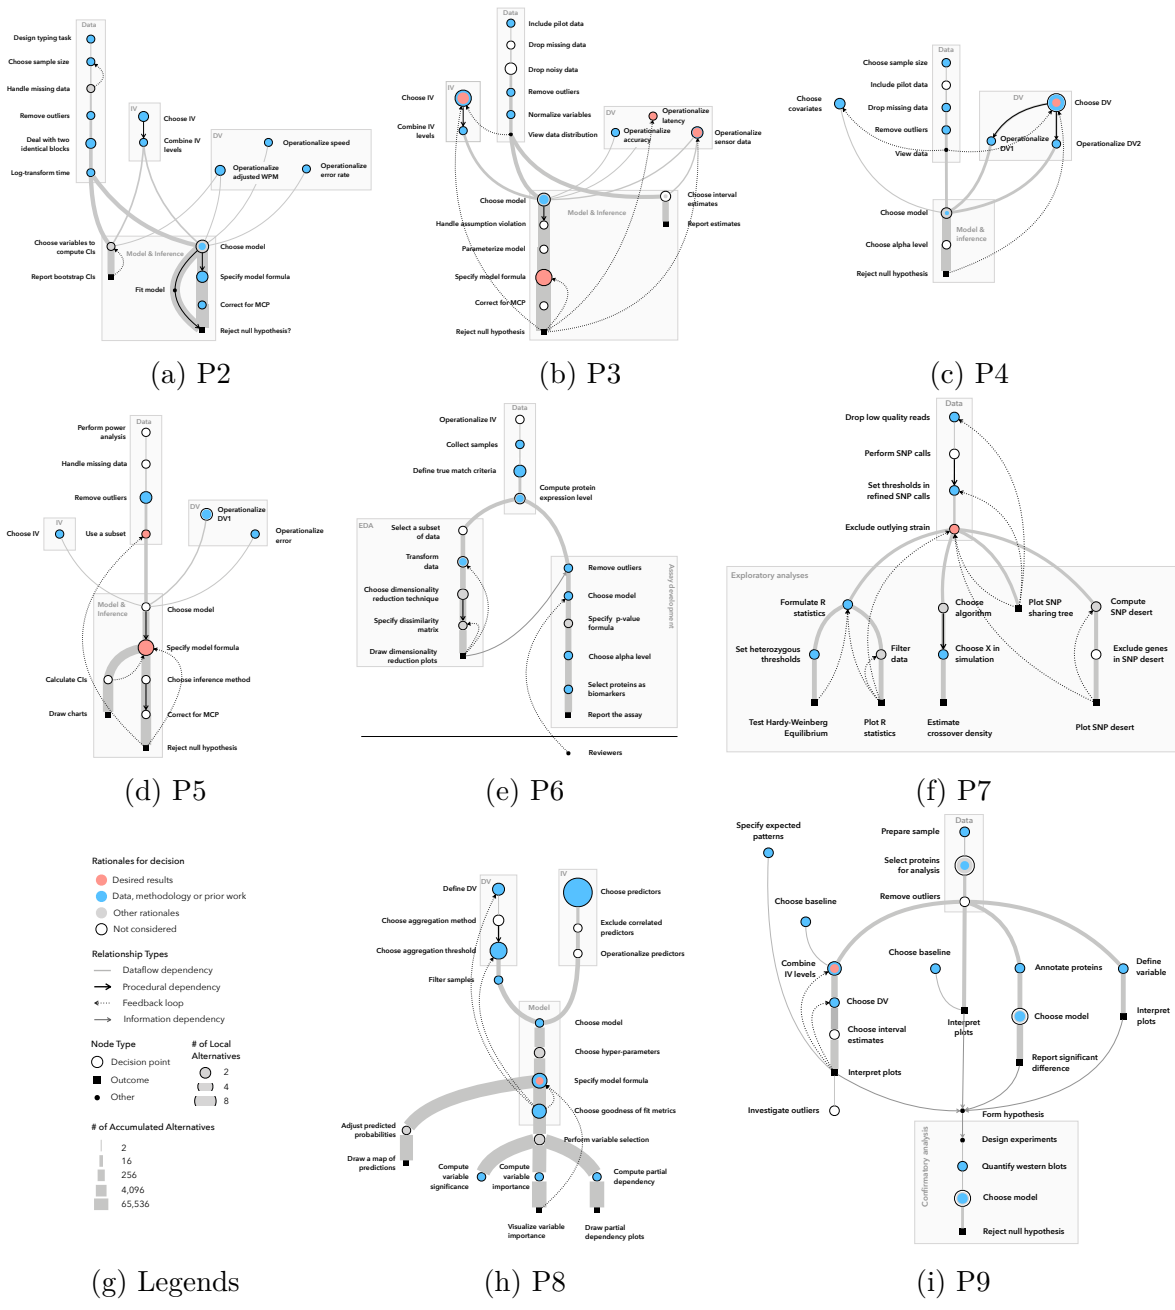 Data
Design typing task
Choose sample size
Handle missing data
Remove outliers
Deal with two
identical blocks
Log-transform time
IV
Choose IV
Combine IV
levels
DV
Operationalize speed
Operationalize
adjusted WPM
Operationalize
error rate
Choose variables to
compute CIs
Model & Inference
Choose model
Report bootstrap CIs
Specify model formula
Fit model
Correct for MCP
Reject null hypothesis?
(a) P2
Data
Include pilot data
Drop missing data
Drop noisy data
Remove outliers
Normalize variables
View data distribution
IV
Choose IV
Combine IV
levels
DV
Operationalize
latency
Operationalize
accuracy
Operationalize
sensor data
Choose model
Choose interval
estimates
Model & Inference
Handle assumption violation
Report estimates
Parameterize model
Specify model formula
Correct for MCP
Reject null hypothesis
(b) P3
Data
Choose sample size
Include pilot data
Drop missing data
Remove outliers
View data
Choose
covariates
DV
Choose DV
Operationalize
DV1
Operationalize DV2
Choose model
Model &
inference
Choose alpha level
Reject null hypothesis
(c) P4
Data
Perform power
analysis
Handle missing data
Remove outliers
Use a subset
IV
Choose IV
DV
Operationalize
DV1
Operationalize
error
Model &
Inference
Choose model
Specify model formula
Calculate CIs
Choose inference method
Draw charts
Correct for MCP
Reject null hypothesis
(d) P5
Data
Operationalize IV
Collect samples
Define true match criteria
Compute protein
expression level
EDA
Select a subset
of data
Transform
data
Choose dimensionality
reduction technique
Specify dissimilarity
matrix
Draw dimensionality
reduction plots
Assay development
Remove outliers
Choose model
Specify p-value
formula
Choose alpha level
Select proteins as
biomarkers
Report the assay
Reviewers
(e) P6
Data
Drop low quality reads
Perform SNP calls
Set thresholds in
refined SNP calls
Exclude outlying strain
Exploratory analyses
Formulate R
statistics
Choose
algorithm
Plot SNP
sharing tree
Compute
SNP desert
Set heterozygous
thresholds
Filter
data
Choose X in
simulation
Exclude genes
in SNP desert
Test Hardy-Weinberg
Equilibrium
Plot R
statistics
Estimate
crossover density
Plot SNP desert
(f) P7
Rationales for decision
Desired results
Data, methodology or prior work
Other rationales
Not considered
Relationship Types
Dataflow dependency
Procedural dependency
Feedback loop
Information dependency
Node Type
Decision point
Outcome
Other
# of Local
Alternatives
2
4
8
# of Accumulated Alternatives
2
16
256
4,096
65,536
(g) Legends
DV
Define DV
Choose aggregation method
Choose aggregation threshold
Filter samples
IV
Choose predictors
Exclude correlated
predictors
Operationalize predictors
Model
Choose model
Choose hyper-parameters
Specify model formula
Choose goodness of fit metrics
Adjust predicted
probabilities
Perform variable selection
Draw a map of
predictions
Compute
variable
significance
Compute
variable
importance
Compute partial
dependency
Visualize variable
importance
Draw partial
dependency plots
(h) P8
Specify expected
patterns
Data
Prepare sample
Select proteins
for analysis
Remove outliers
Choose baseline
Combine
IV levels
Choose baseline
Annotate proteins
Define
variable
Choose DV
Choose interval
estimates
Interpret
plots
Choose model
Interpret
plots
Interpret plots
Report significant
difference
Investigate outliers
Form hypothesis
Confirmatory analysis
Design experiments
Quantify western blots
Choose model
Reject null hypothesis
(i) P9